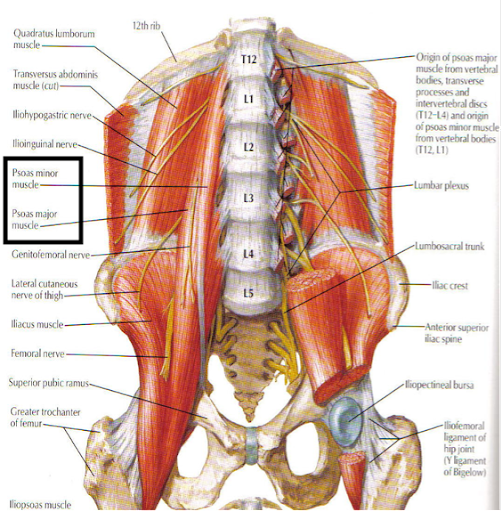 12th rib
Quadratus lumborum
muscle
Transversus abdominis
muscle (cut)
Iliohypogastric nerve
Ilioinguinal nerve
Psoas minor
muscle
Psoas major
muscle
Genitofemoral nerve
Lateral cutaneous
nerve of thigh
Iliacus muscle
Femoral nerve
Superior pubic ramus
Greater trochanter
of femur
Iliopsoas muscle
T12
L1
L2
L3
L4
L5
Origin of psoas major
muscle from vertebral
bodies, transverse
processes and
intervertebral discs
(T12–L4) and origin
of psoas minor muscle
from vertebral bodies
(T12, L1)
Lumbar plexus
Lumbosacral trunk
Iliac crest
Anterior superior
iliac spine
Iliopectineal bursa
Iliofemoral
ligament of
hip joint
(Y ligament
of Bigelow)